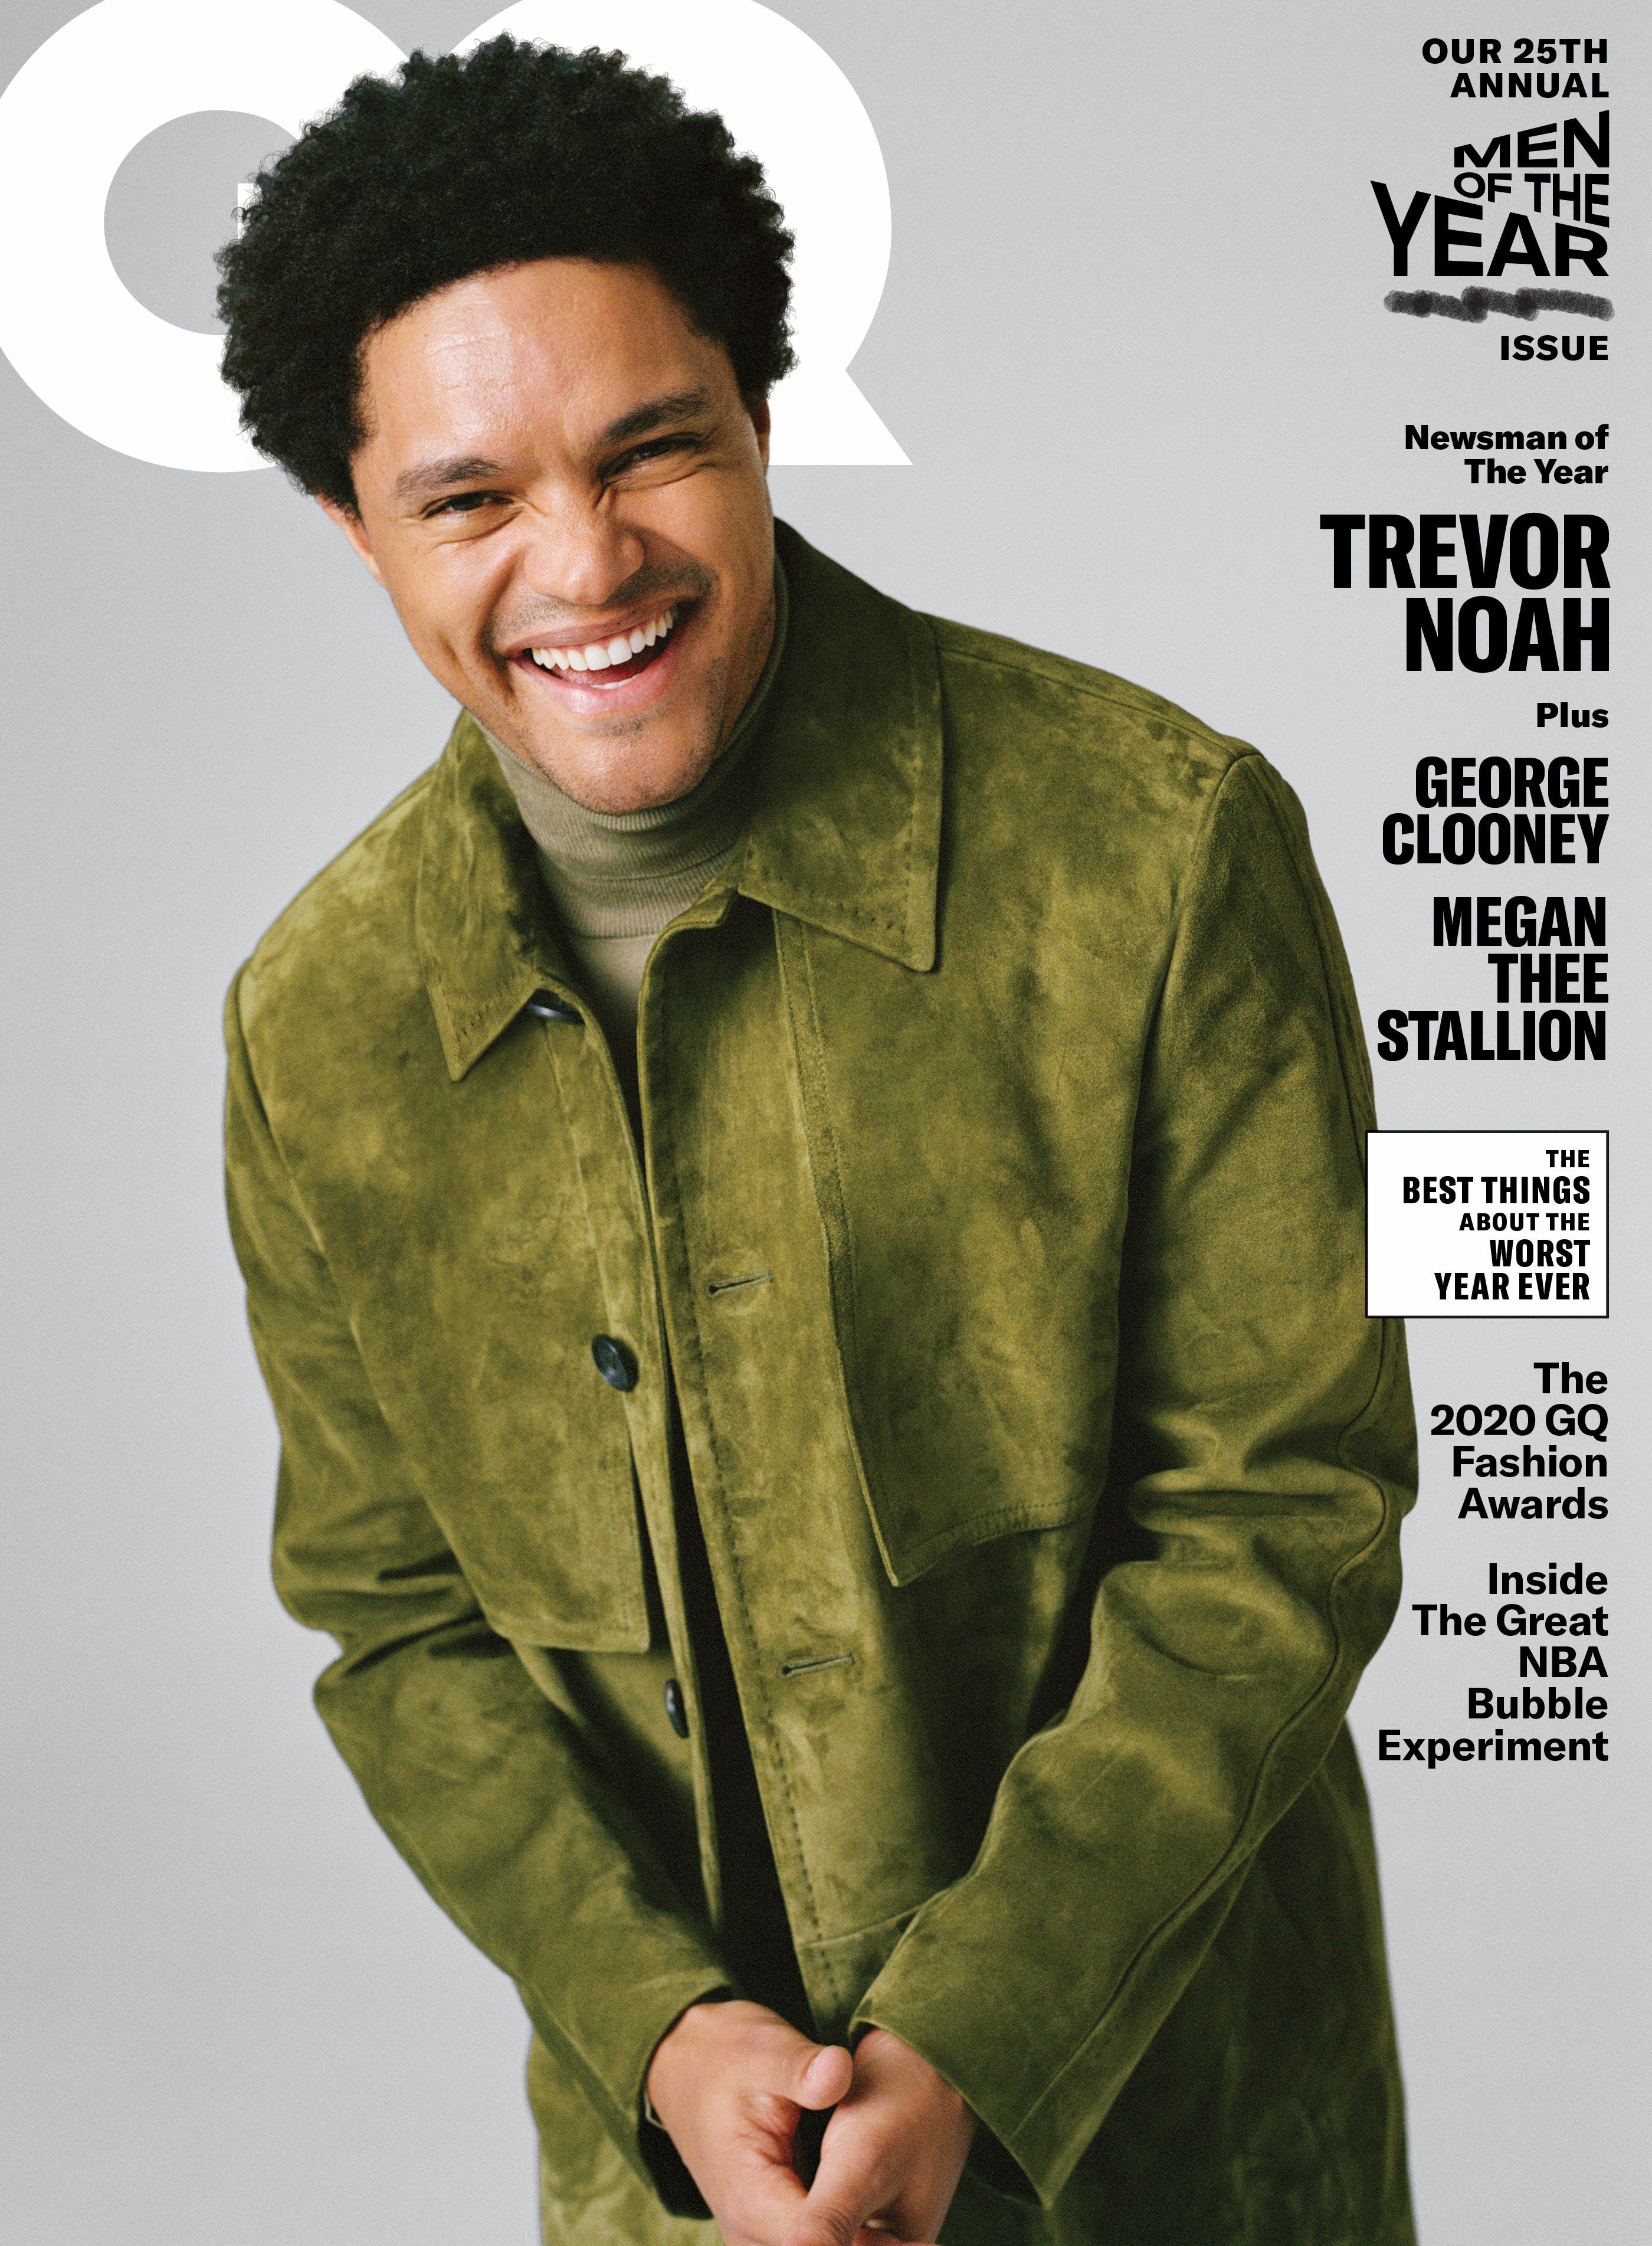 GQ
OUR 25TH
ANNUAL
MEN
OF THE
YEAR
ISSUE
Newsman of
The Year
TREVOR
NOAH
Plus
GEORGE
CLOONEY
MEGAN
THEE
STALLION
THE
BEST THINGS
ABOUT THE
WORST
YEAR EVER
The
2020 GQ
Fashion
Awards
Inside
The Great
NBA
Bubble
Experiment